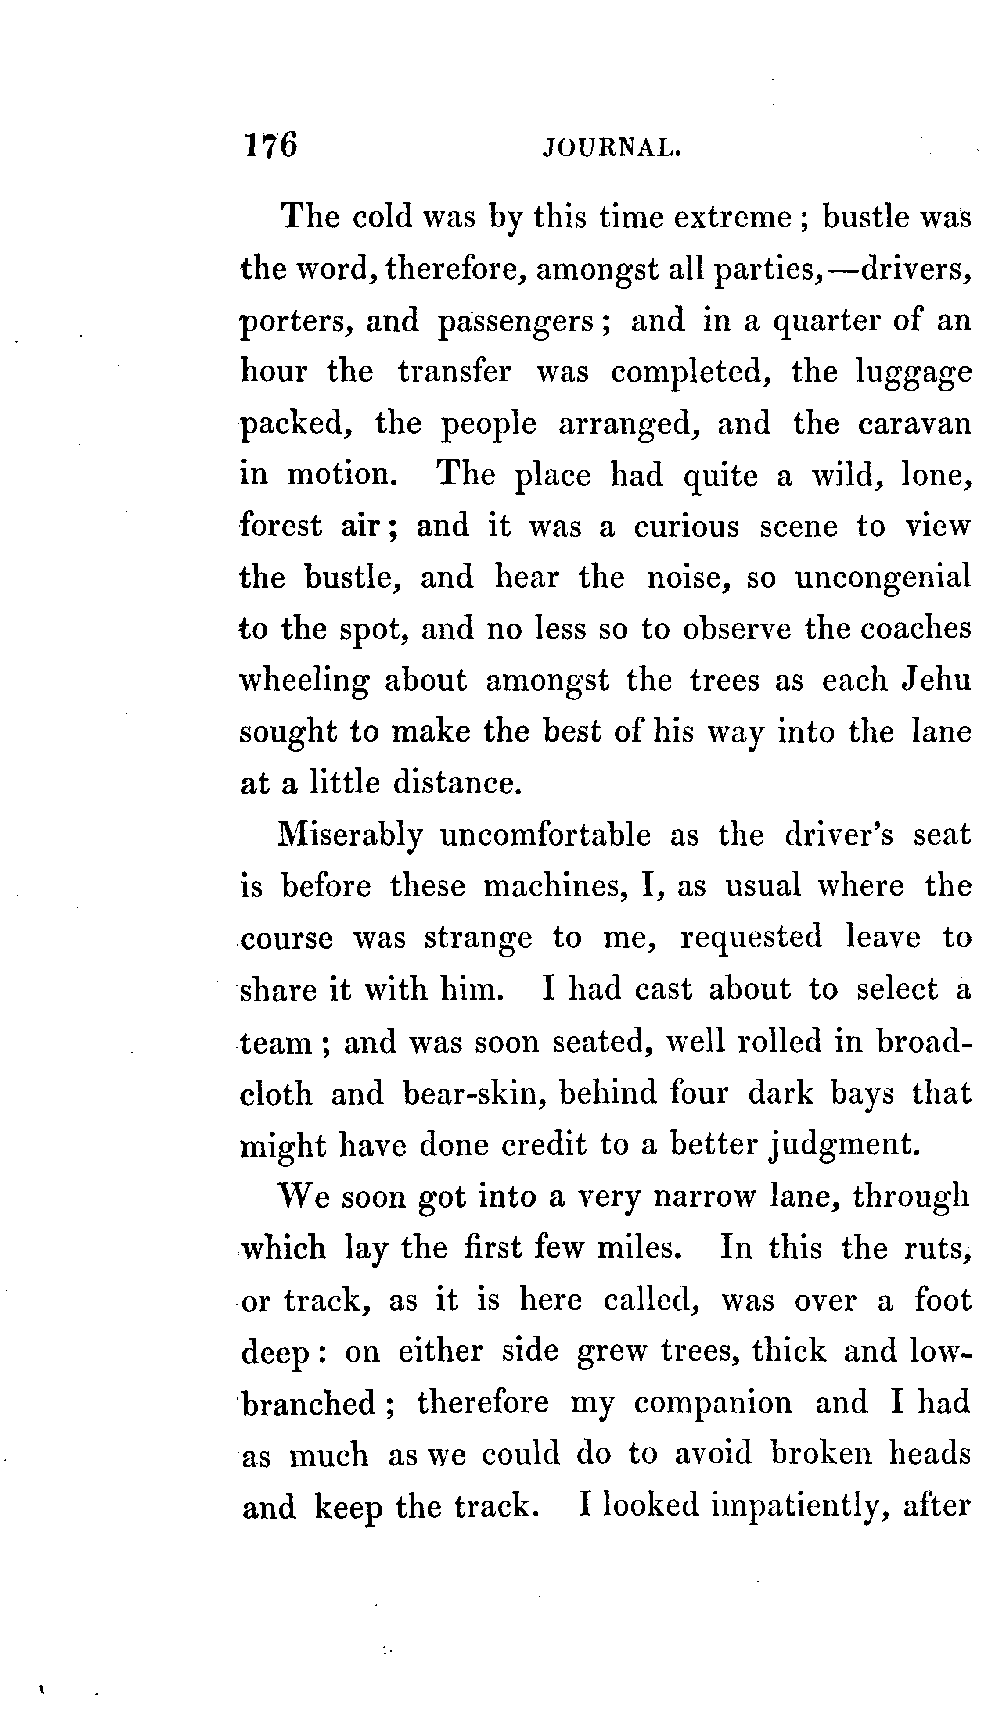 176 JOURNAL.
The cold was by this time extreme ; bustle was
the word, therefore, amongst all parties,—drivers,
porters, and passengers ; and in a quarter of an
hour the transfer was completed, the luggage
packed, the people arranged, and the caravan
in motion. The place had quite a wild, lone,
forest air ; and it was a curious scene to view
the bustle, and hear the noise, so uncongenial
to the spot, and no less so to observe the coaches
wheeling about amongst the trees as each Jehu
sought to make the best of his way into the lane
at a little distance.
Miserably uncomfortable as the driver's seat
is before these machines, I, as usual where the
course was strange to me, requested leave to
share it with him. I had cast about to select a
team ; and was soon seated, well rolled in broad-
cloth and bear-skin, behind four dark bays that
might have done credit to a better judgment.
We soon got into a very narrow lane, through
which lay the first few miles. In this the ruts,
or track, as it is here called, was over a foot
deep : on either side grew trees, thick and low-
branched ; therefore my companion and I had
as much as we could do to avoid broken heads
and keep the track. I looked impatiently, after